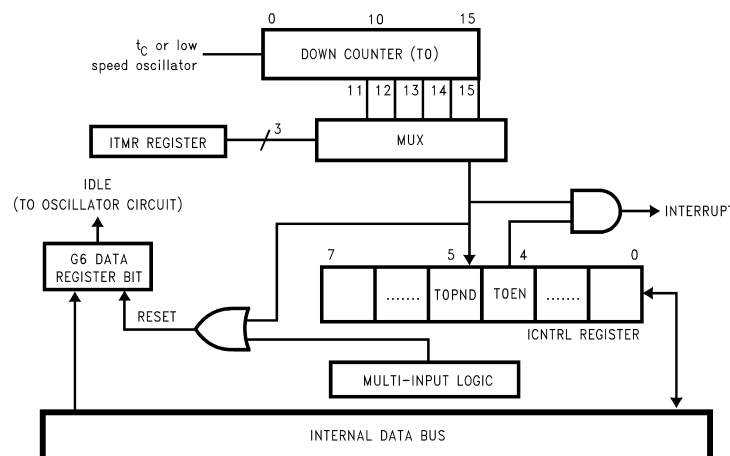 0 10 15
t_C or low
speed oscillator
DOWN COUNTER (T0)
11 12 13 14 15
ITMR REGISTER
3
MUX
IDLE
(TO OSCILLATOR CIRCUIT)
INTERRUPT
G6 DATA
REGISTER BIT
7 5 4 0
....... T0PND T0EN .......
RESET
ICNTRL REGISTER
MULTI-INPUT LOGIC
INTERNAL DATA BUS